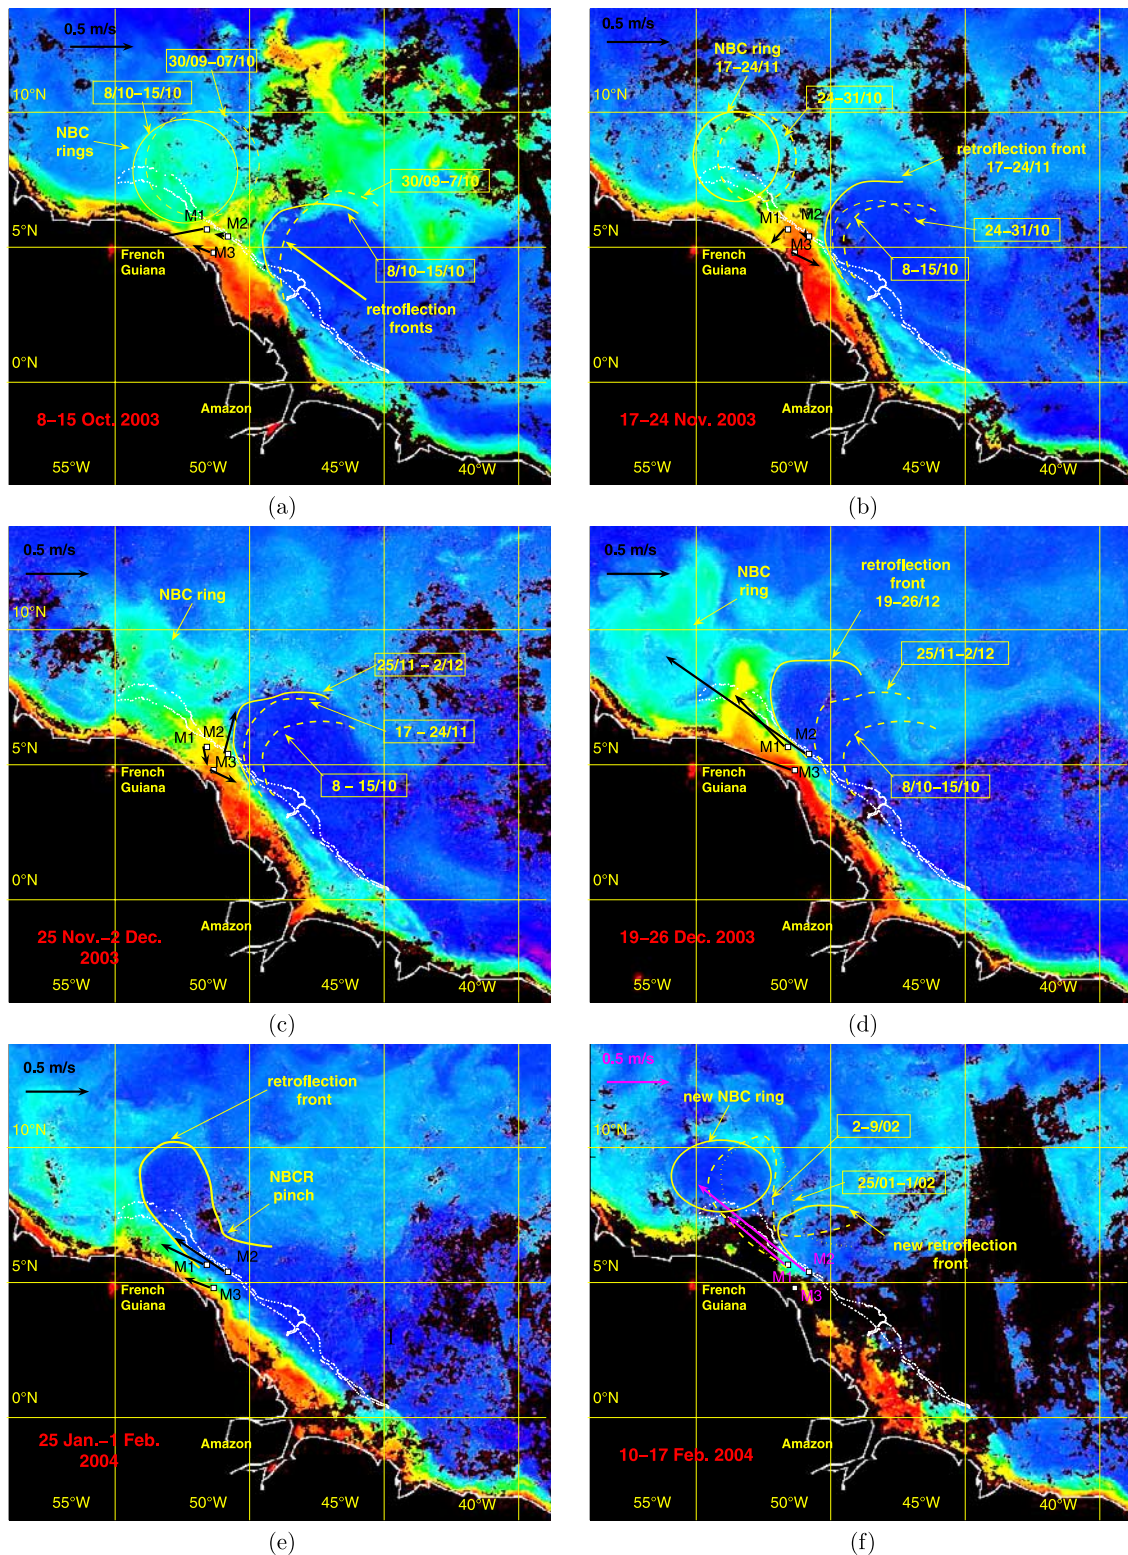 0.5 m/s
30/09–07/10
8/10–15/10
10°N
NBC
rings
30/09–7/10
M1
M2
5°N
M3
French
Guiana
8/10–15/10
retroflection
fronts
0°N
Amazon
8–15 Oct. 2003
55°W
50°W
45°W
40°W
(a)
0.5 m/s
NBC ring
17–24/11
24–31/10
10°N
retroflection front
17–24/11
M1
M2
5°N
M3
24–31/10
French
Guiana
8–15/10
0°N
Amazon
17–24 Nov. 2003
55°W
50°W
45°W
40°W
(b)
0.5 m/s
NBC ring
10°N
25/11 – 2/12
17 – 24/11
M1
M2
5°N
M3
French
Guiana
8 – 15/10
0°N
Amazon
25 Nov.–2 Dec.
2003
55°W
50°W
45°W
40°W
(c)
0.5 m/s
NBC
ring
retroflection
front
19–26/12
10°N
25/11–2/12
M1
M2
5°N
M3
French
Guiana
8/10–15/10
0°N
Amazon
19–26 Dec. 2003
55°W
50°W
45°W
40°W
(d)
0.5 m/s
retroflection
front
10°N
NBCR
pinch
M1
M2
5°N
M3
French
Guiana
0°N
Amazon
25 Jan.–1 Feb.
2004
55°W
50°W
45°W
40°W
(e)
0.5 m/s
new NBC ring
10°N
2–9/02
25/01–1/02
M1
M2
5°N
M3
new retroflection
front
French
Guiana
0°N
Amazon
10–17 Feb. 2004
55°W
50°W
45°W
40°W
(f)